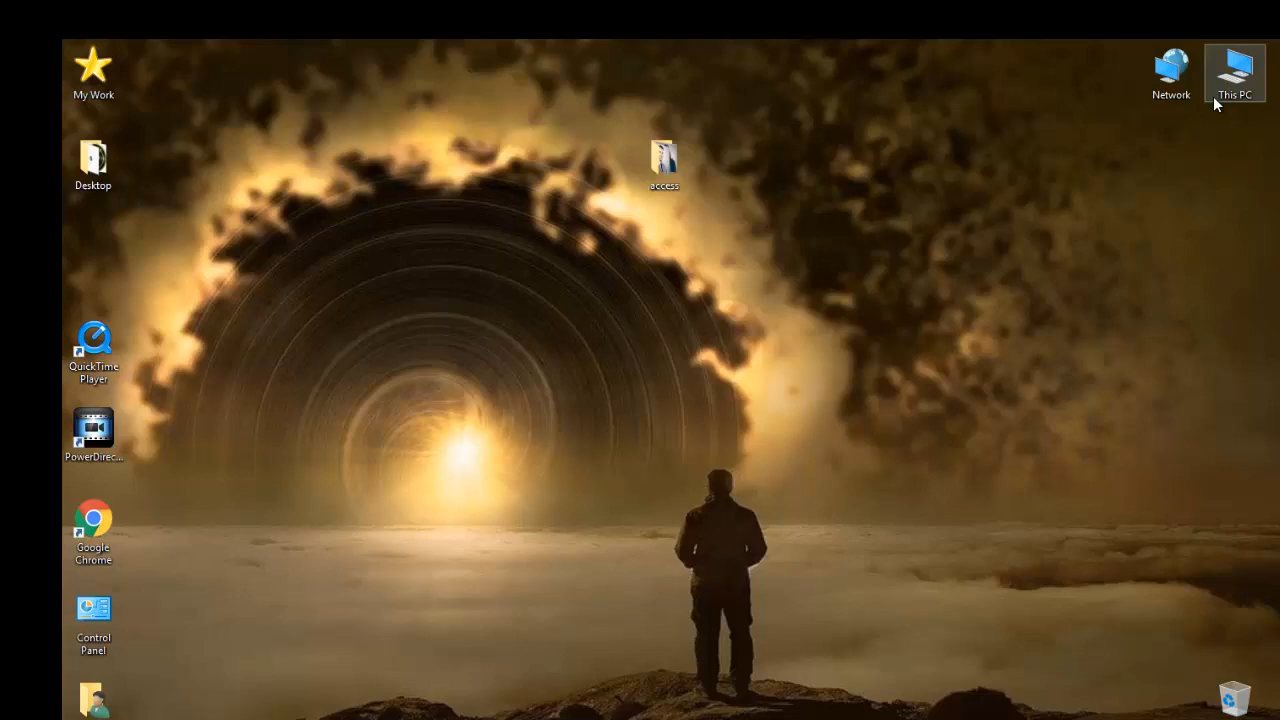 My Work
Network
This PC
Desktop
access
QuickTime
Player
PowerDirec...
Google
Chrome
Control
Panel